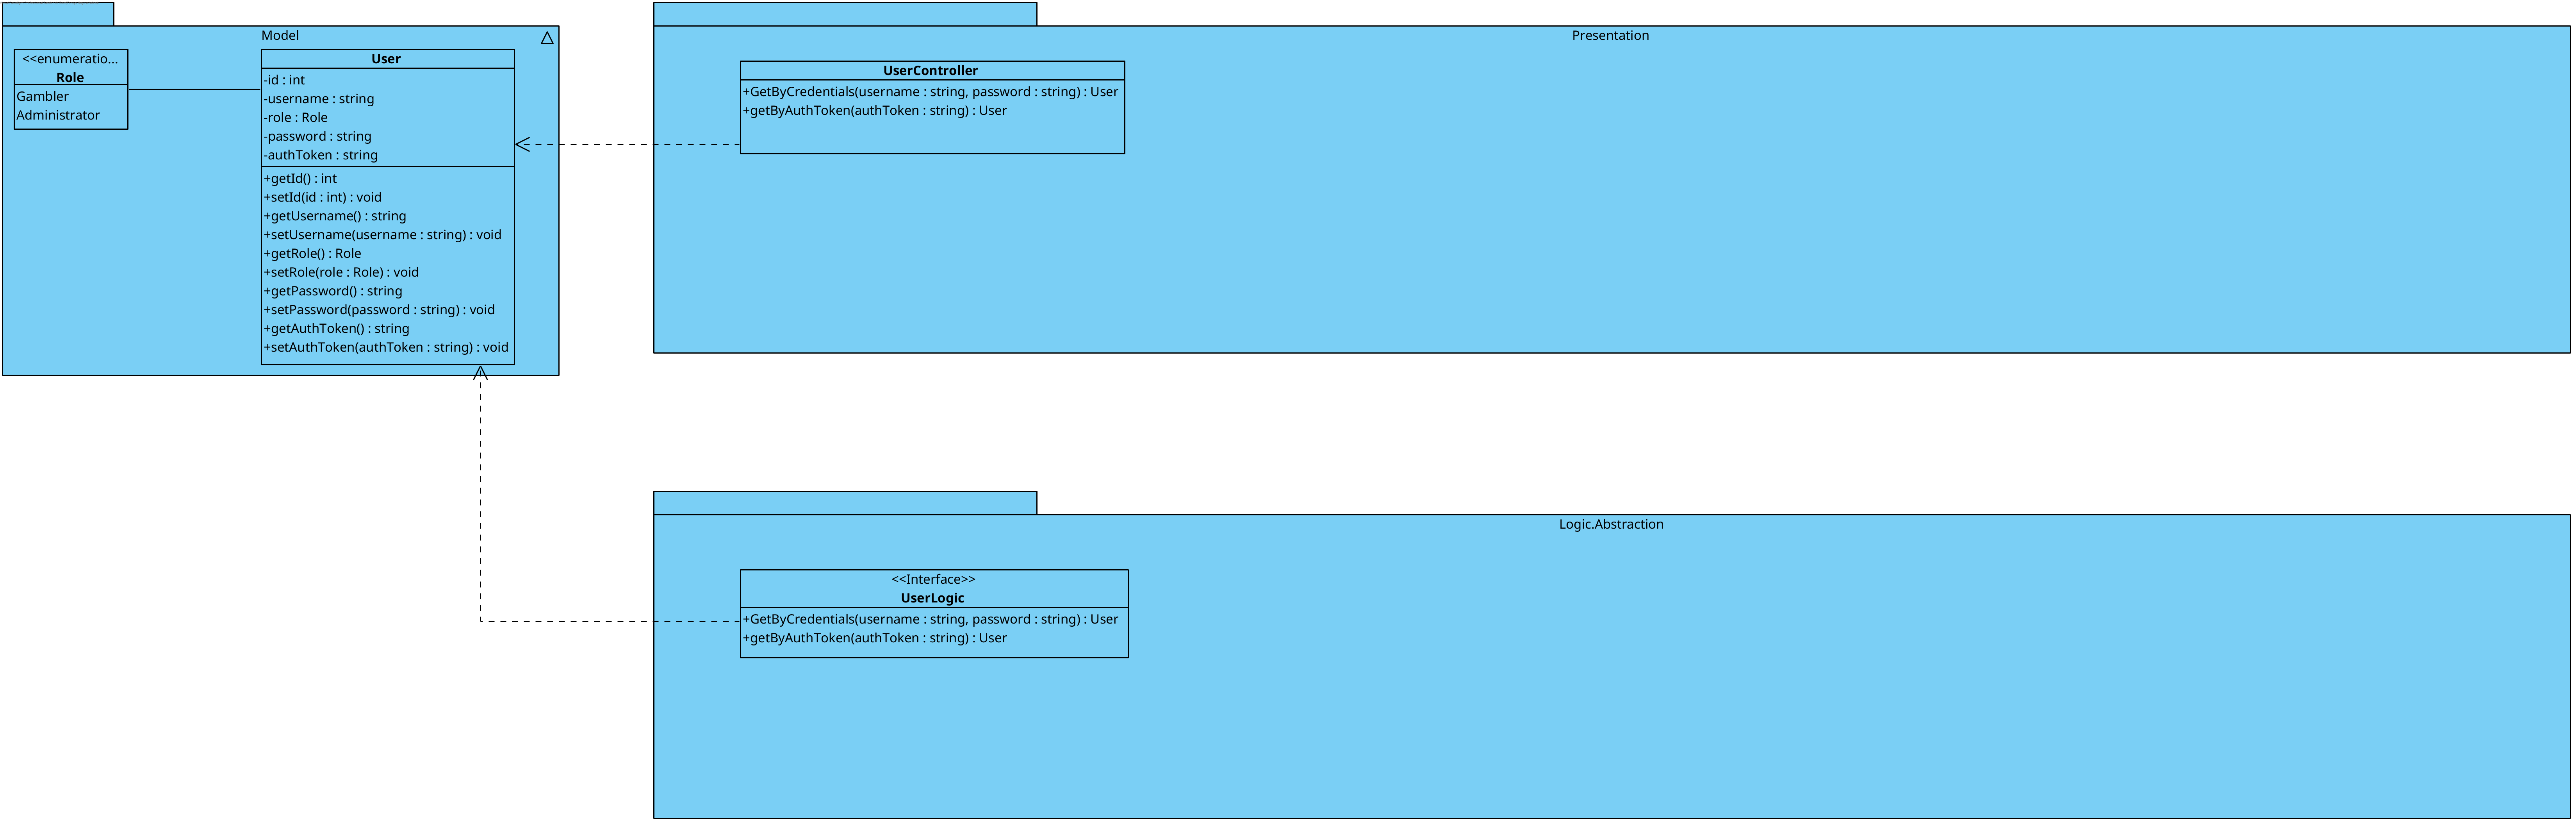 Model
<<enumeratio...
Role
Gambler
Administrator
User
-id : int
-username : string
-role : Role
-password : string
-authToken : string
+getId() : int
+setId(id : int) : void
+getUsername() : string
+setUsername(username : string) : void
+getRole() : Role
+setRole(role : Role) : void
+getPassword() : string
+setPassword(password : string) : void
+getAuthToken() : string
+setAuthToken(authToken : string) : void
Presentation
UserController
+GetByCredentials(username : string, password : string) : User
+getByAuthToken(authToken : string) : User
Logic.Abstraction
<<Interface>>
UserLogic
+GetByCredentials(username : string, password : string) : User
+getByAuthToken(authToken : string) : User